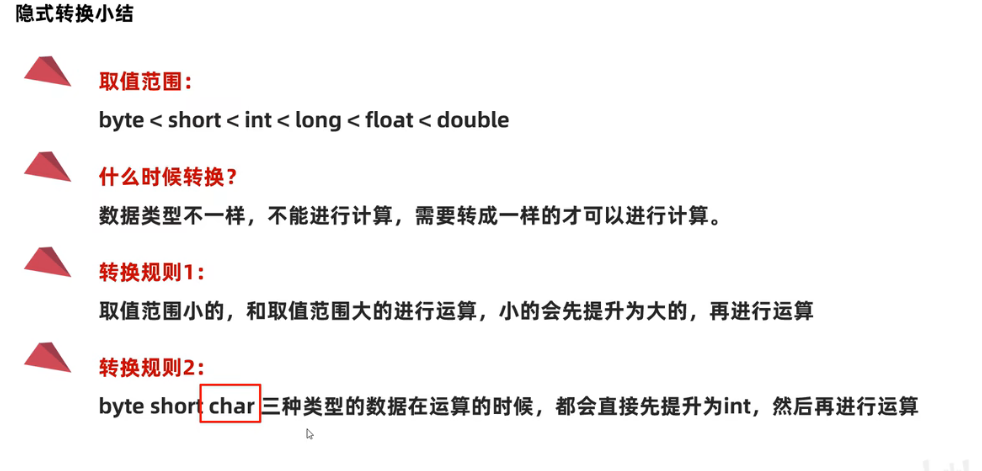 隐式转换小结
取值范围：
byte < short < int < long < float < double
什么时候转换？
数据类型不一样，不能进行计算，需要转成一样的才可以进行计算。
转换规则1：
取值范围小的，和取值范围大的进行运算，小的会先提升为大的，再进行运算
转换规则2：
byte short char 三种类型的数据在运算的时候，都会直接先提升为int，然后再进行运算